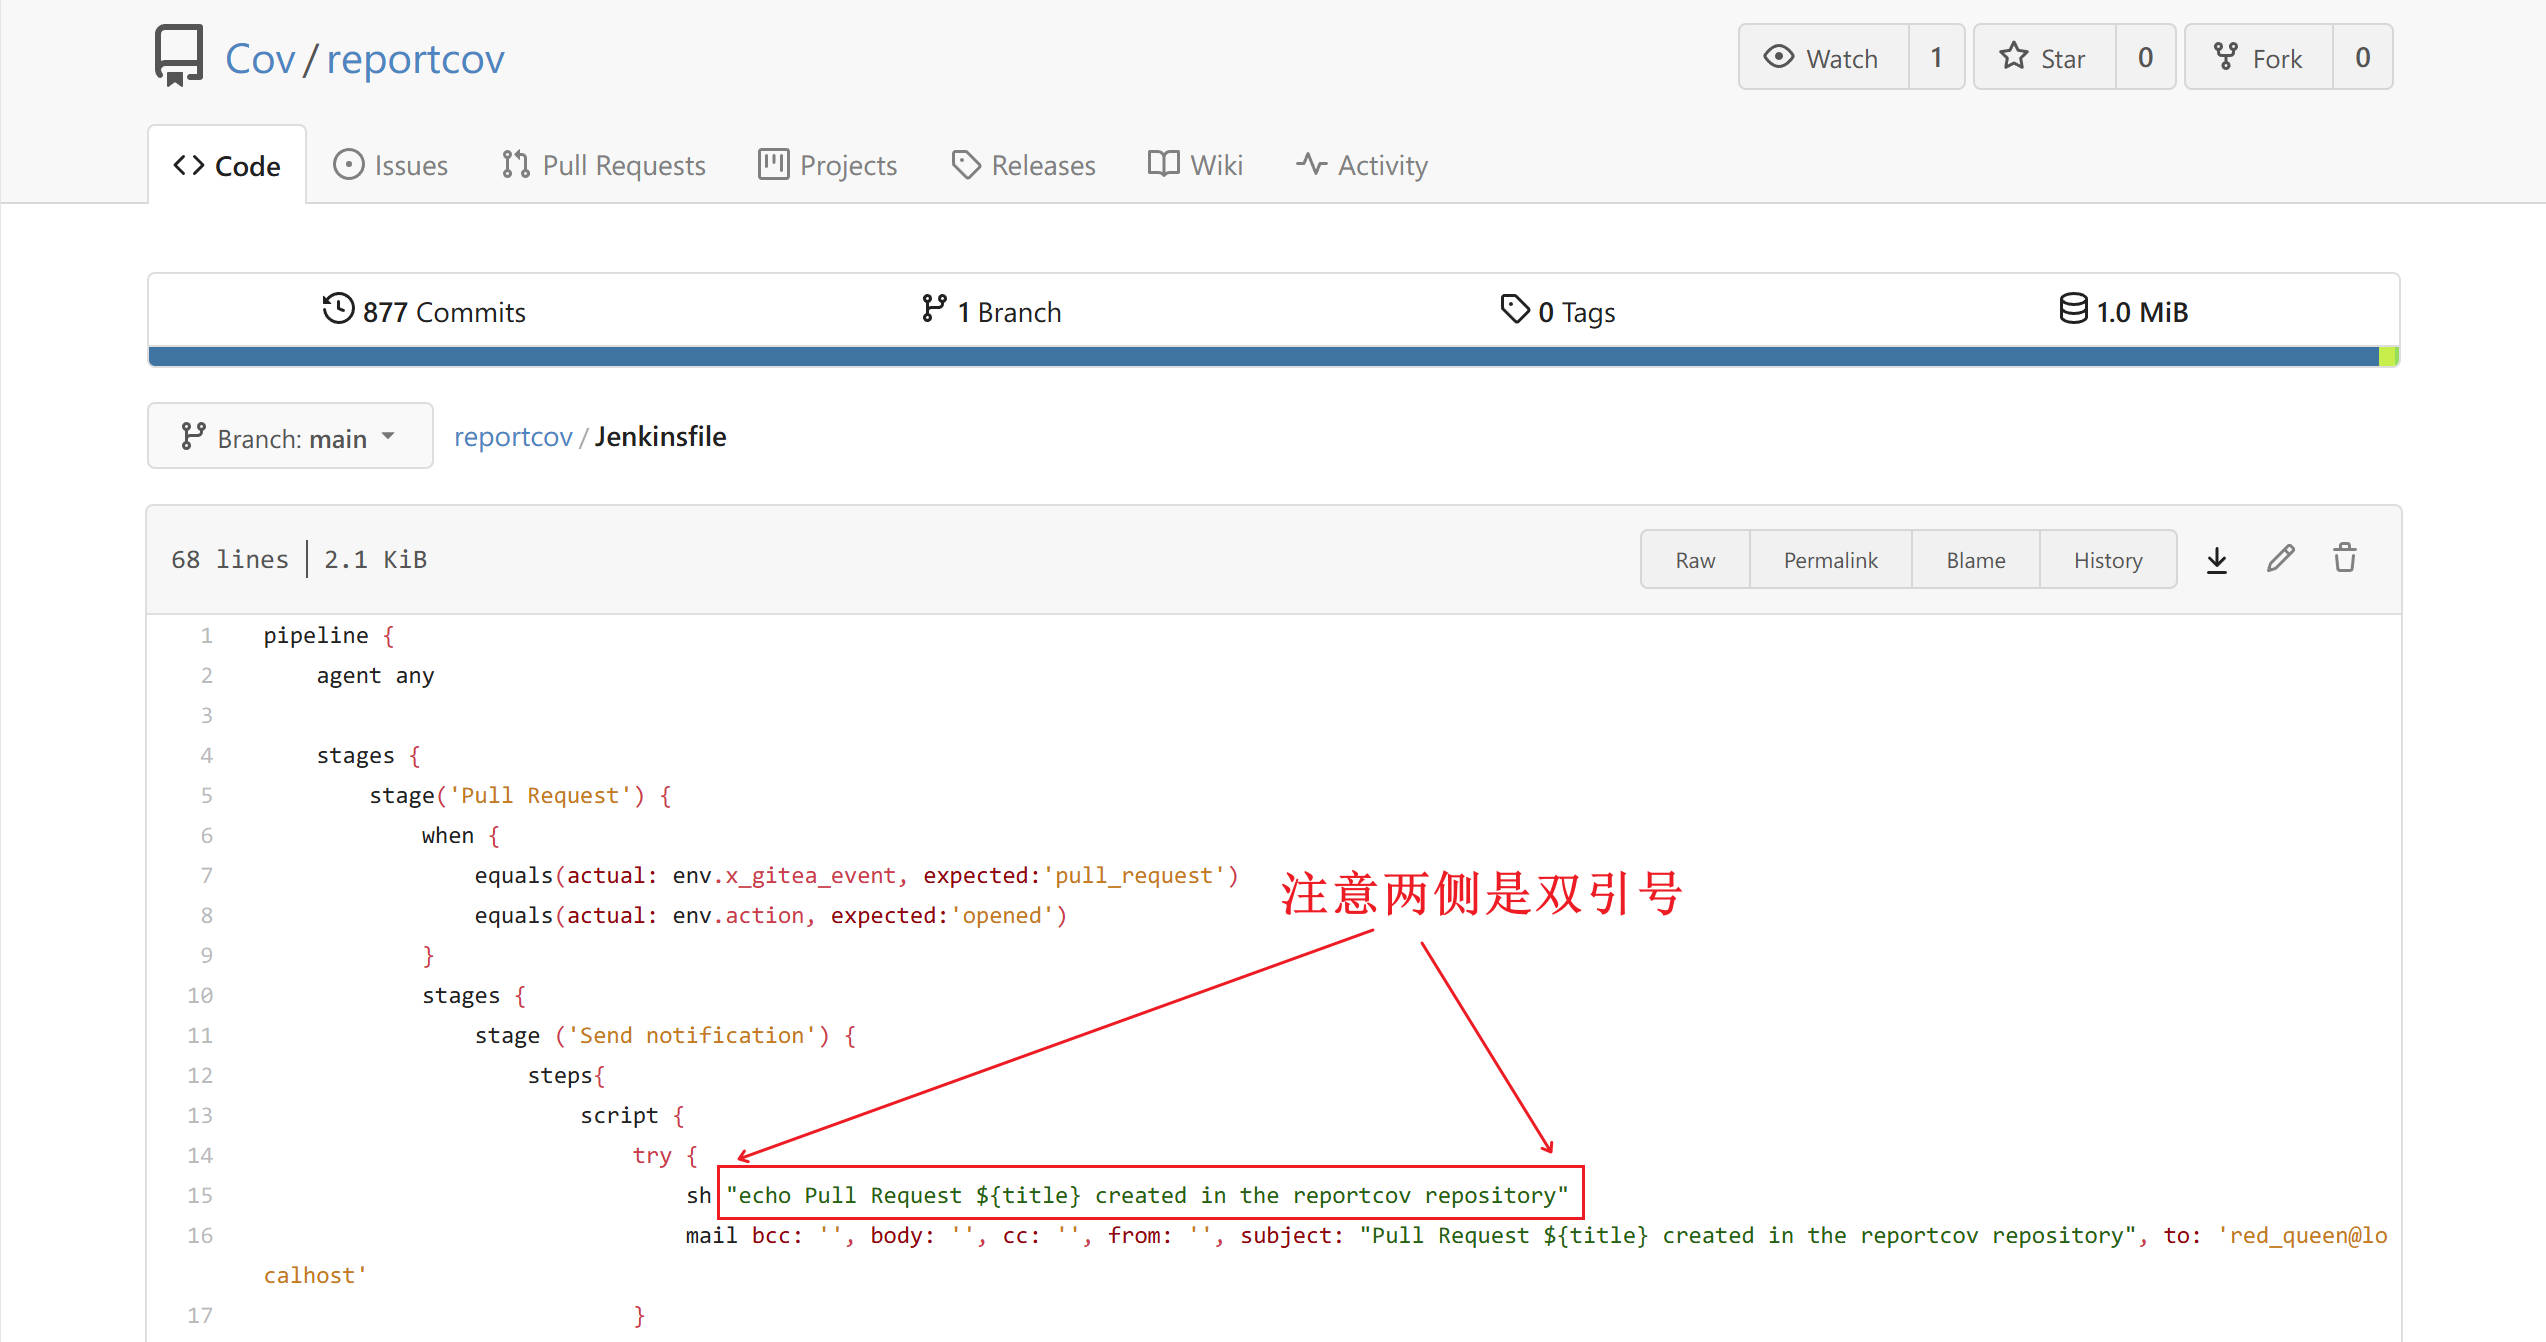 Cov / reportcov
Watch 1 Star 0 Fork 0
Code Issues Pull Requests Projects Releases Wiki Activity
877 Commits 1 Branch 0 Tags 1.0 MiB
Branch: main reportcov / Jenkinsfile
68 lines 2.1 KiB Raw Permalink Blame History
1 pipeline {
2 agent any
3
4 stages {
5 stage('Pull Request') {
6 when {
7 equals(actual: env.x_gitea_event, expected:'pull_request')
注意两侧是双引号
8 equals(actual: env.action, expected:'opened')
9 }
10 stages {
11 stage ('Send notification') {
12 steps{
13 script {
14 try {
15 sh "echo Pull Request ${title} created in the reportcov repository"
16 mail bcc: '', body: '', cc: '', from: '', subject: "Pull Request ${title} created in the reportcov repository", to: 'red_queen@lo
calhost'
17 }